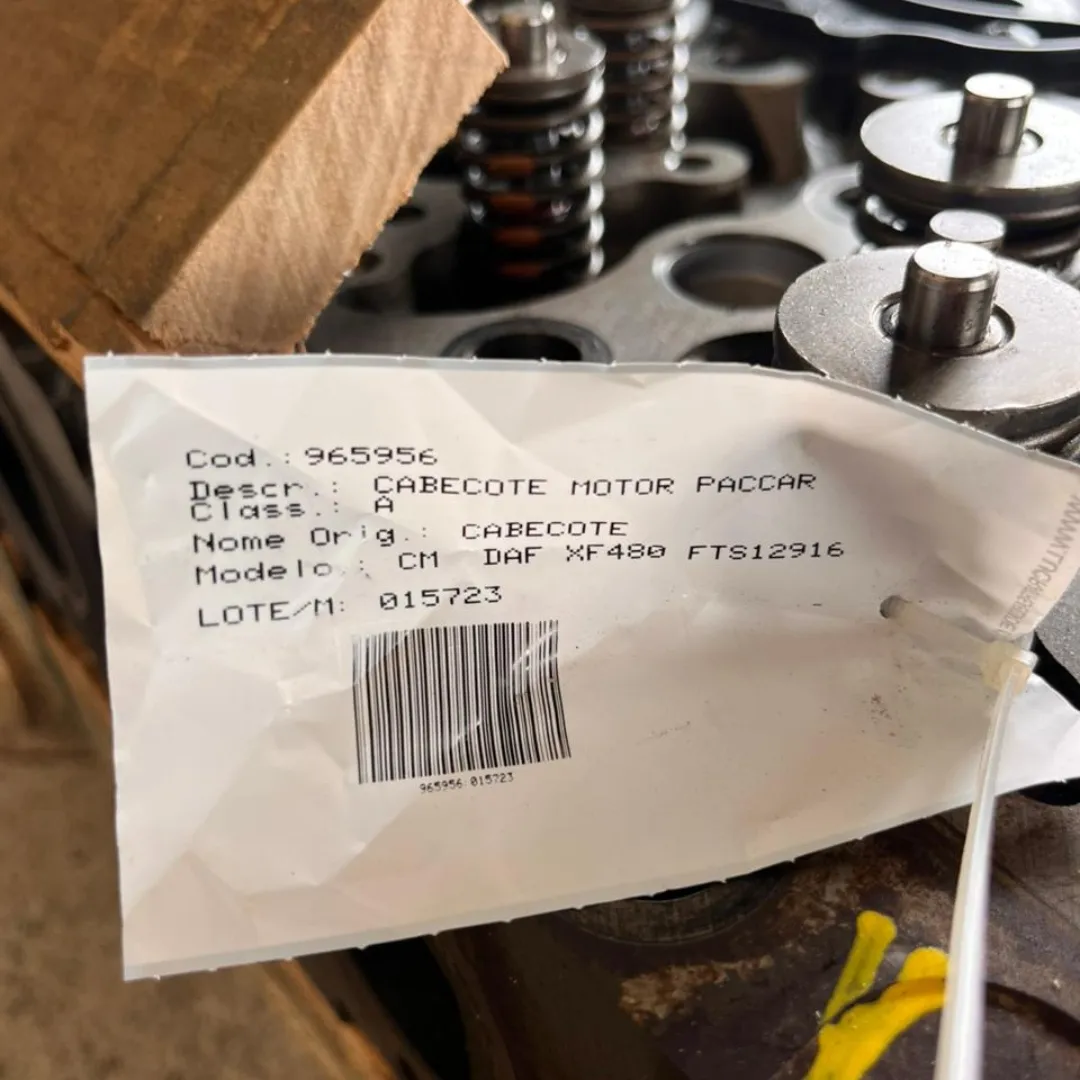 Cod.: 965956
Descr.: CABECOTE MOTOR PACCAR
Class.: A
Nome Orig.: CABECOTE
Modelo.: CM DAF XF480 FTS12916
LOTE/M: 015723
965956 015723